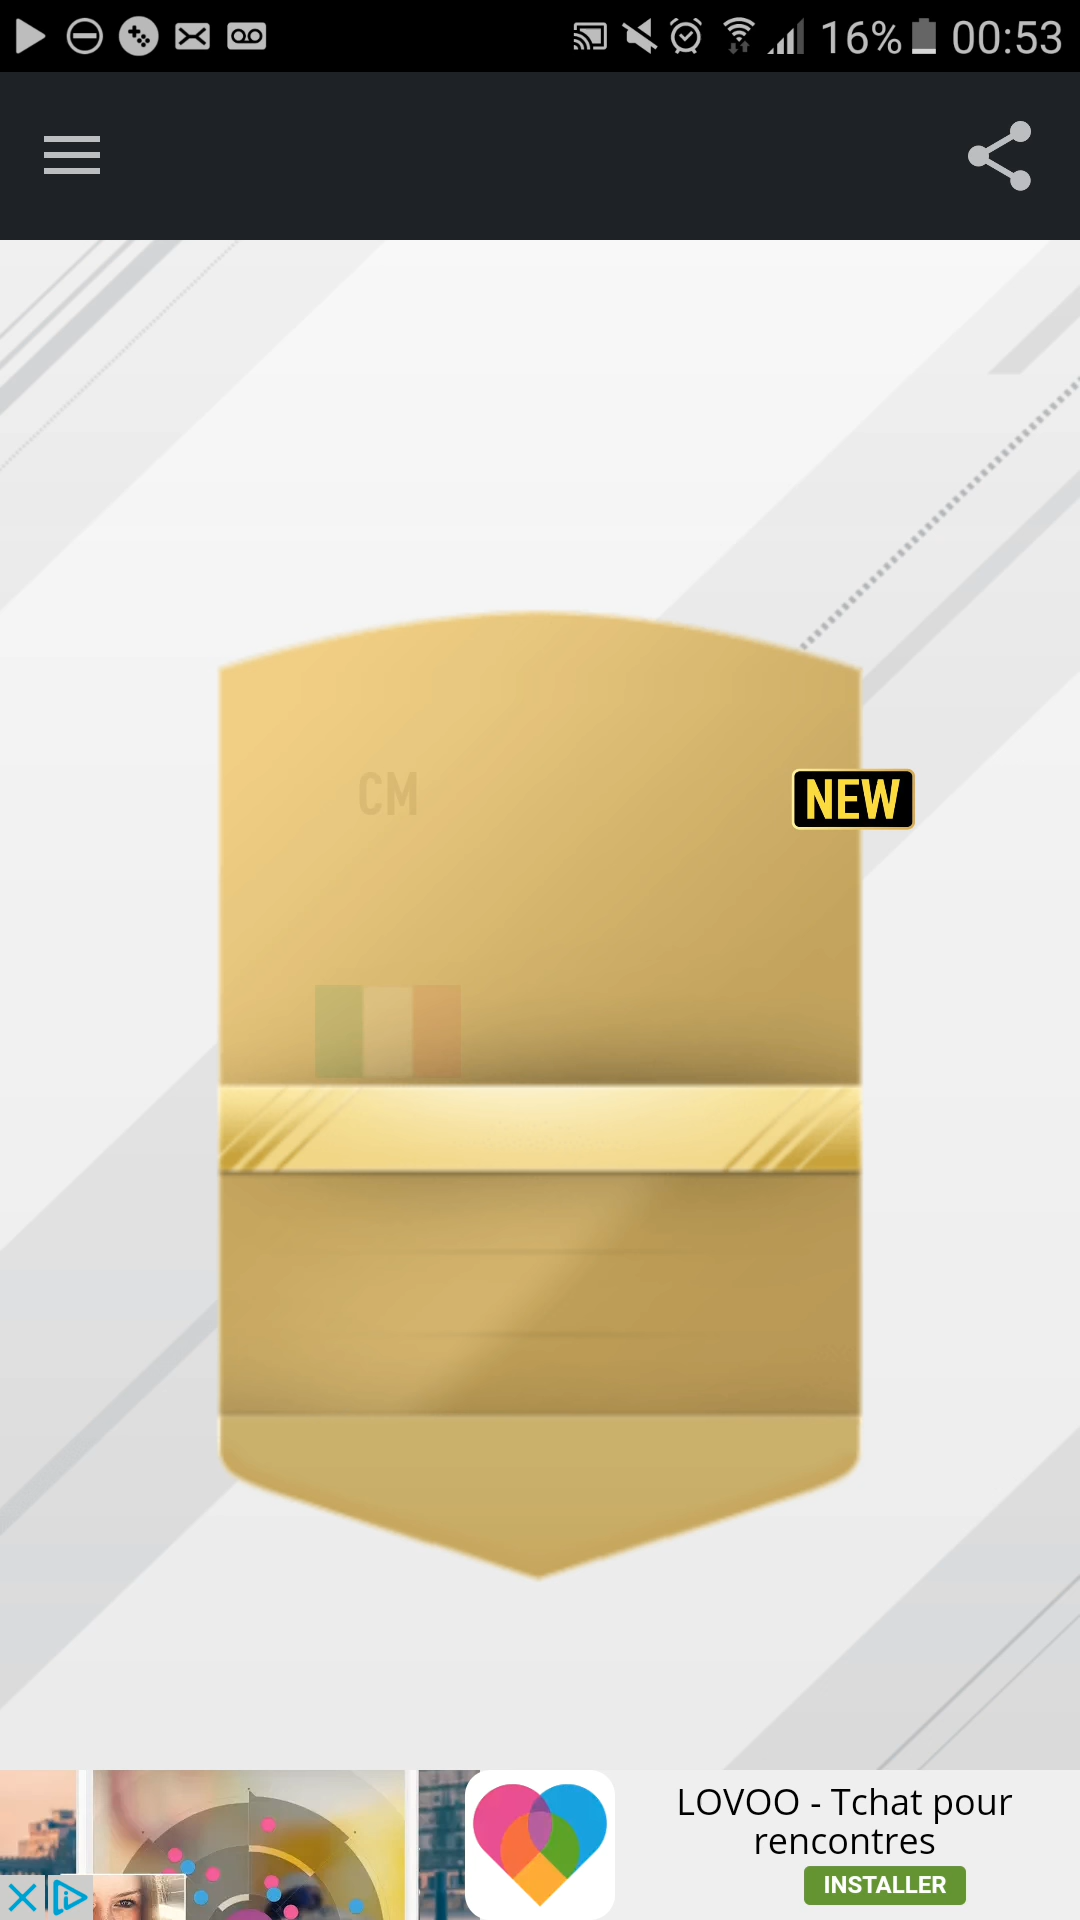 16% 00:53
CM
NEW
LOVOO - Tchat pour
rencontres
INSTALLER